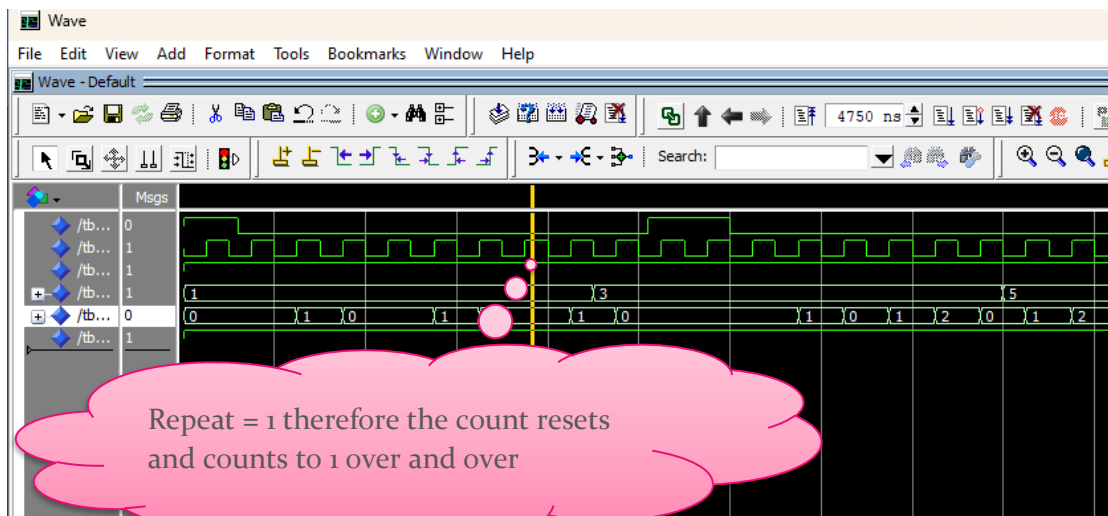 Wave
File Edit View Add Format Tools Bookmarks Window Help
Wave - Default
4750 ns
Search:
Msgs
/tb... 0
/tb... 1
/tb... 1
/tb... 1 1 3 5
/tb... 0 0 1 0 1 1 0 1 0 1 2 0 1 2
/tb... 1
Repeat = 1 therefore the count resets
and counts to 1 over and over